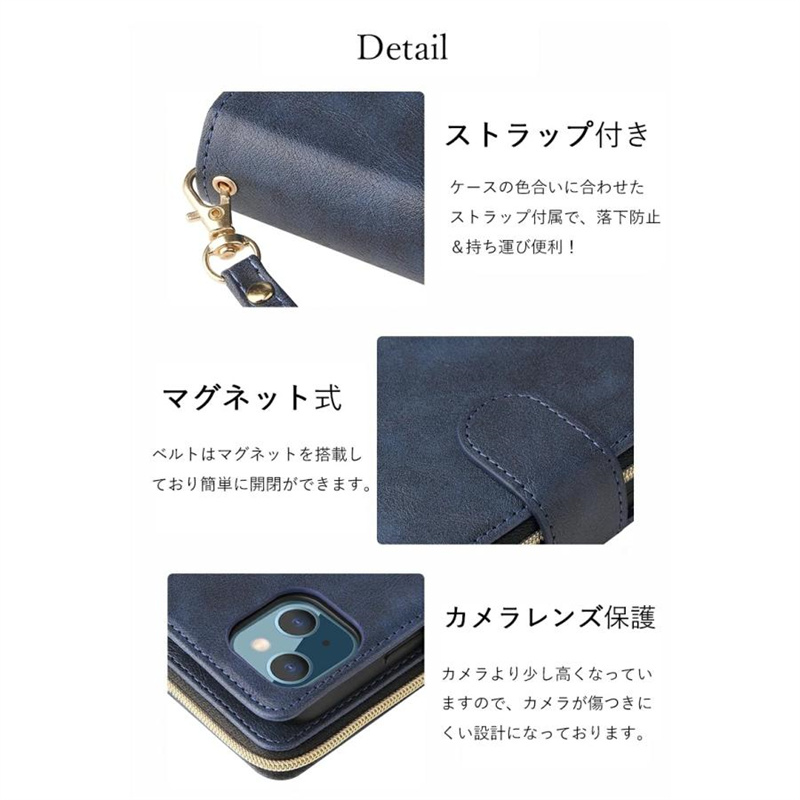 Detail
ストラップ付き
ケースの色合いに合わせた
ストラップ付属で、落下防止
＆持ち運び便利！
マグネット式
ベルトはマグネットを搭載し
ており簡単に開閉ができます。
カメラレンズ保護
カメラより少し高くなってい
ますので、カメラが傷つきに
くい設計になっております。